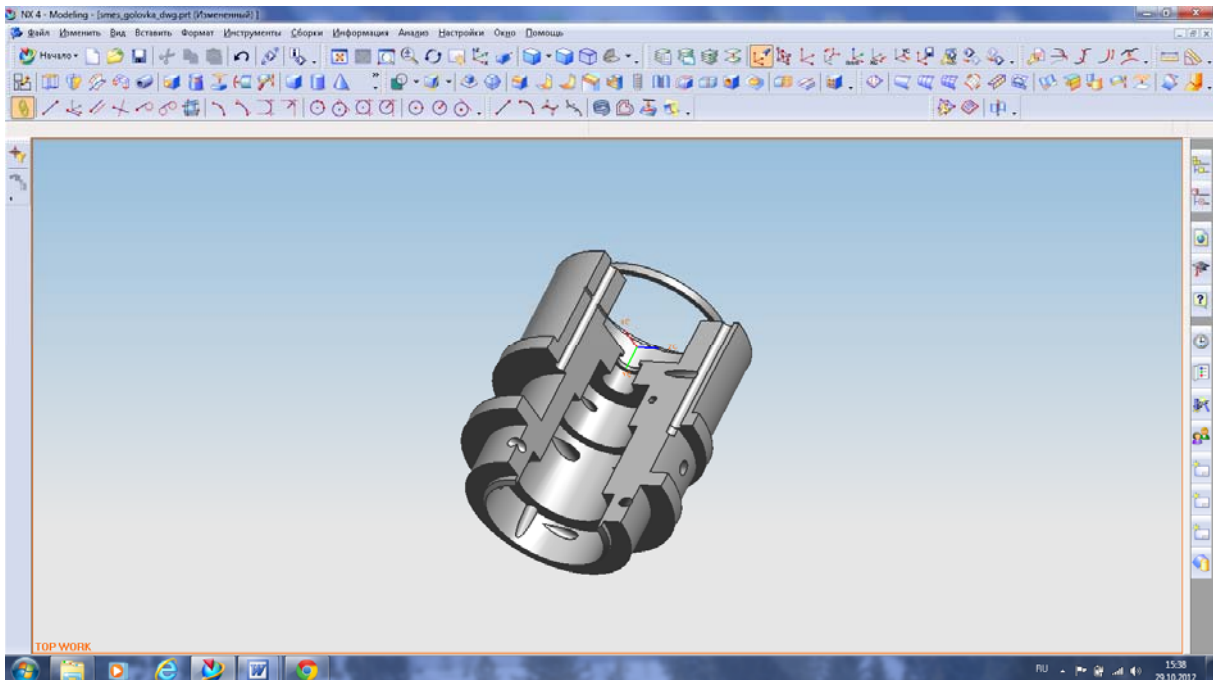 NX 4 - Modeling - [smes_golovka_dwg.prt (Измененный) ]
Файл Изменить Вид Вставить Формат Инструменты Сборки Информация Анализ Настройки Окно Помощь
Начало
TOP WORK
RU
15:38
29.10.2012